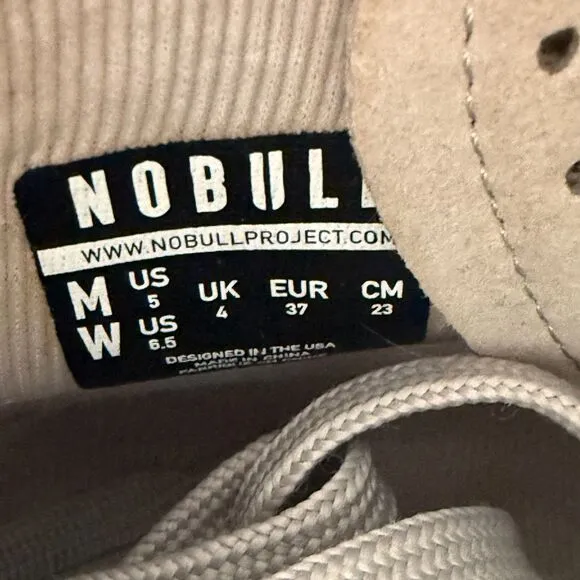 NOBULL
WWW.NOBULLPROJECT.COM
M US 5 UK 4 EUR 37 CM 23
W US 6.5
DESIGNED IN THE USA
MADE IN CHINA